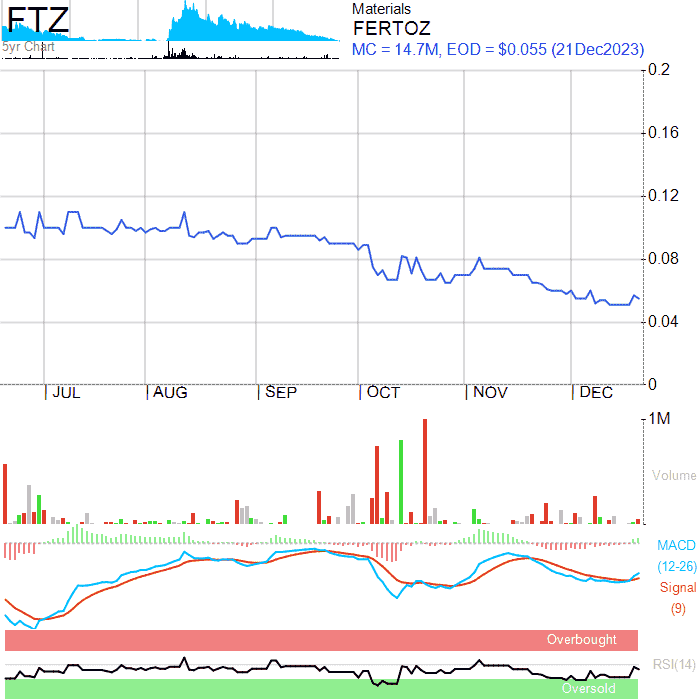 FTZ
5yr Chart
Materials
FERTOZ
MC = 14.7M, EOD = $0.055 (21Dec2023)
0.2
0.16
0.12
0.08
0.04
0
JUL AUG SEP OCT NOV DEC
1M
Volume
MACD
(12-26)
Signal
(9)
Overbought
RSI(14)
Oversold